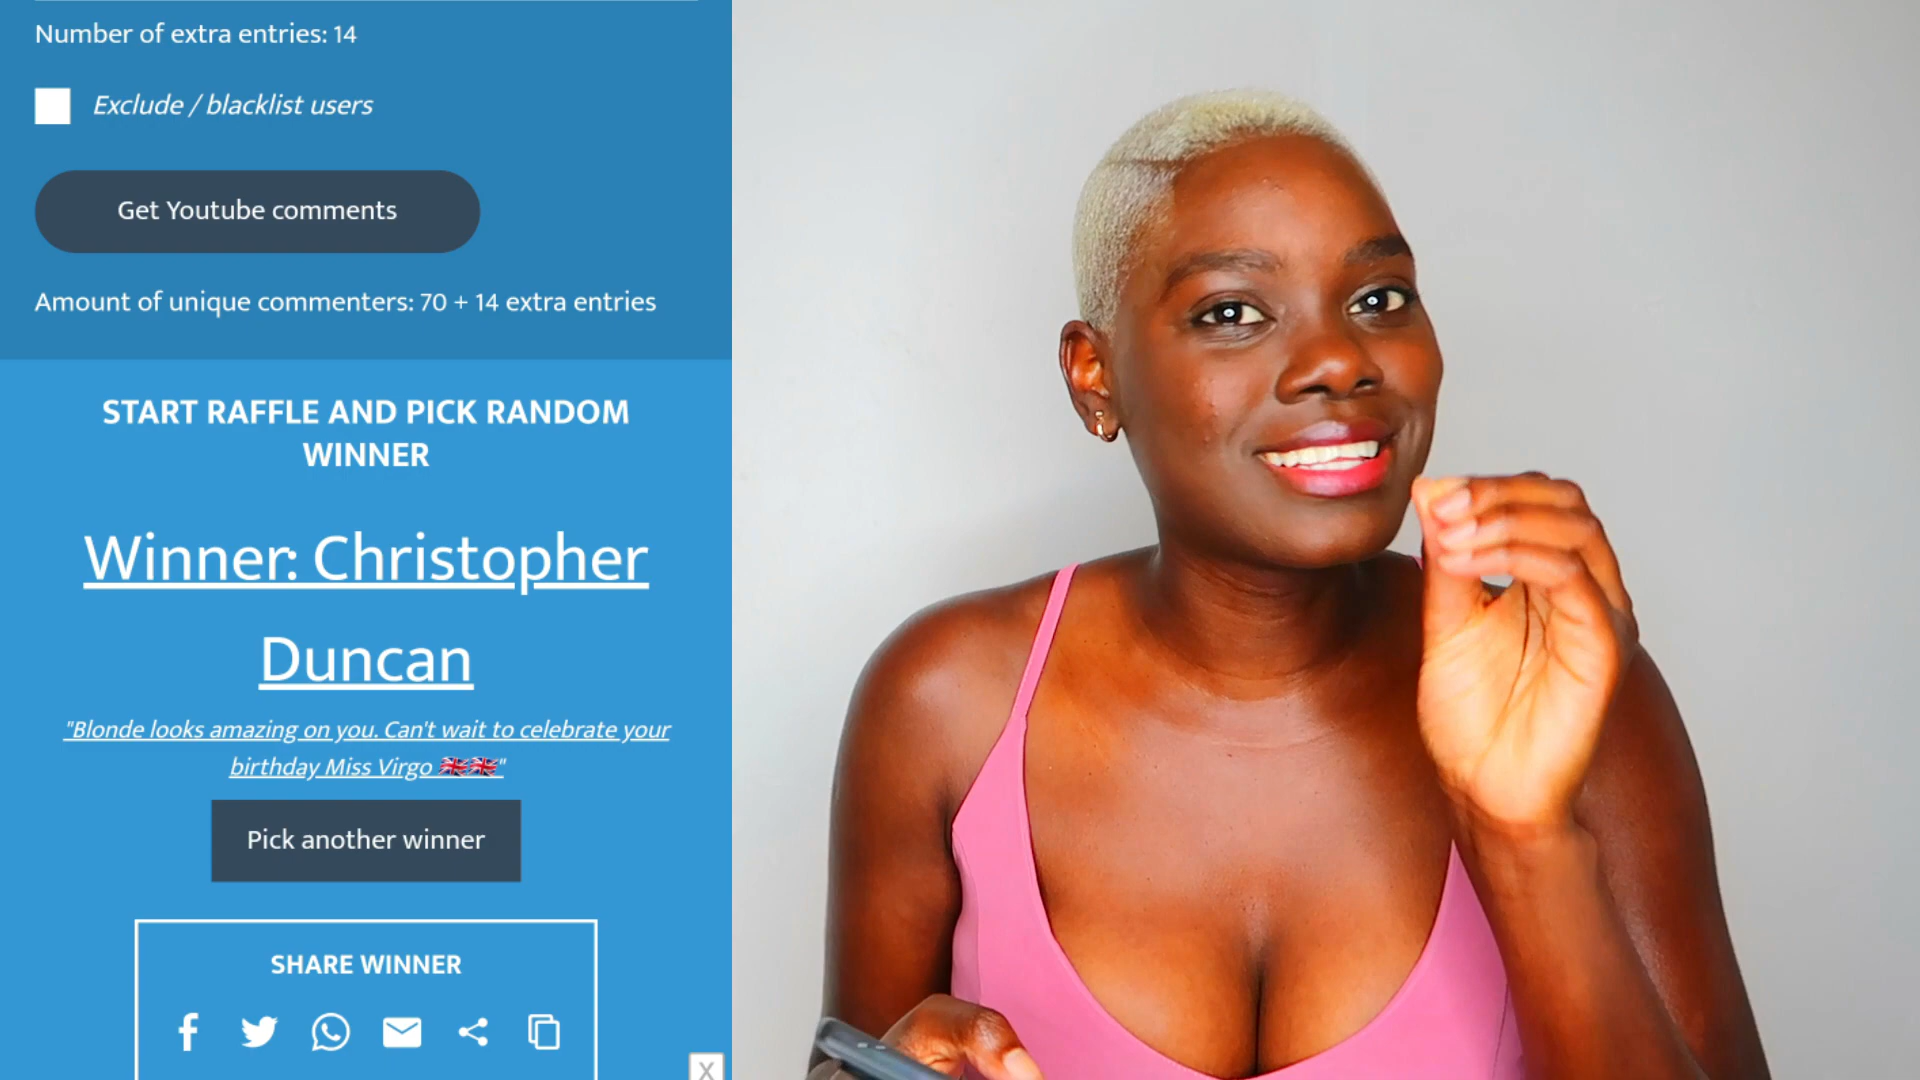 Number of extra entries: 14
Exclude / blacklist users
Get Youtube comments
Amount of unique commenters: 70 + 14 extra entries
START RAFFLE AND PICK RANDOM
WINNER
Winner: Christopher
Duncan
"Blonde looks amazing on you. Can't wait to celebrate your
birthday Miss Virgo 🇬🇧🇬🇧"
Pick another winner
SHARE WINNER
X